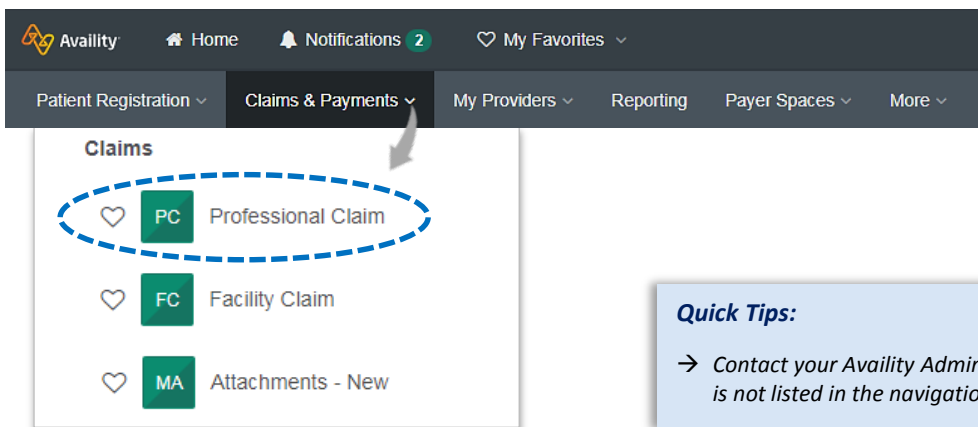 Availity Home Notifications 2 My Favorites
Patient Registration Claims & Payments My Providers Reporting Payer Spaces More
Claims
PC Professional Claim
FC Facility Claim
MA Attachments - New
Quick Tips:
→ Contact your Availity Admin
is not listed in the navigatio